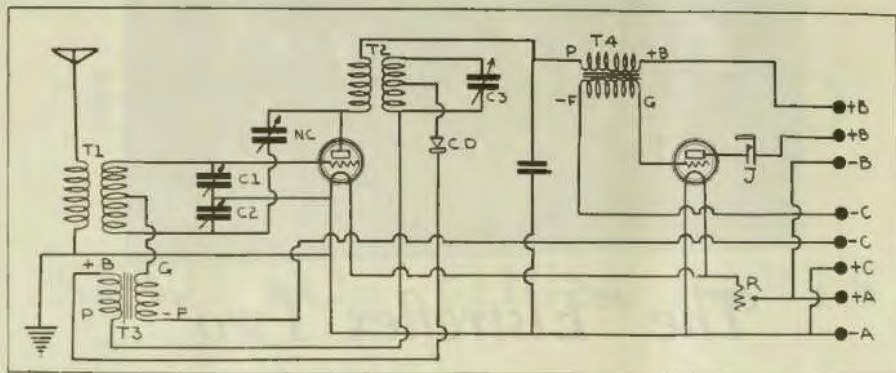 T2
P
T4
+B
C3
-F
G
+B
NC
CD
+B
T1
-B
J
C1
C2
-C
-C
+B
G
+C
R
+A
P
-F
T3
-A